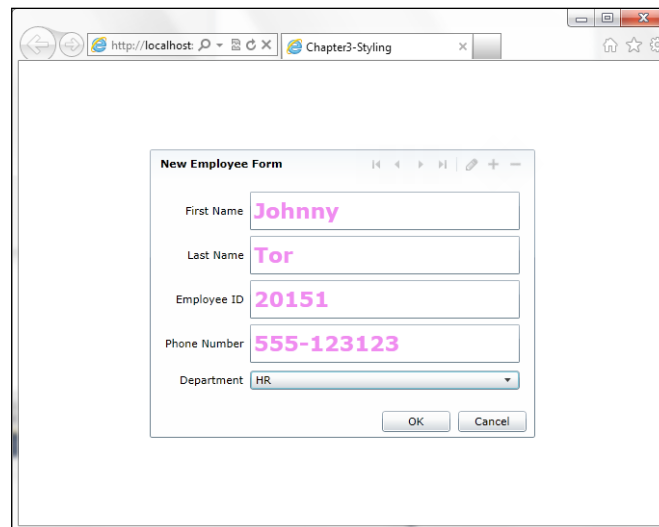 http://localhost:
Chapter3-Styling
New Employee Form
First Name Johnny
Last Name Tor
Employee ID 20151
Phone Number 555-123123
Department HR
OK Cancel